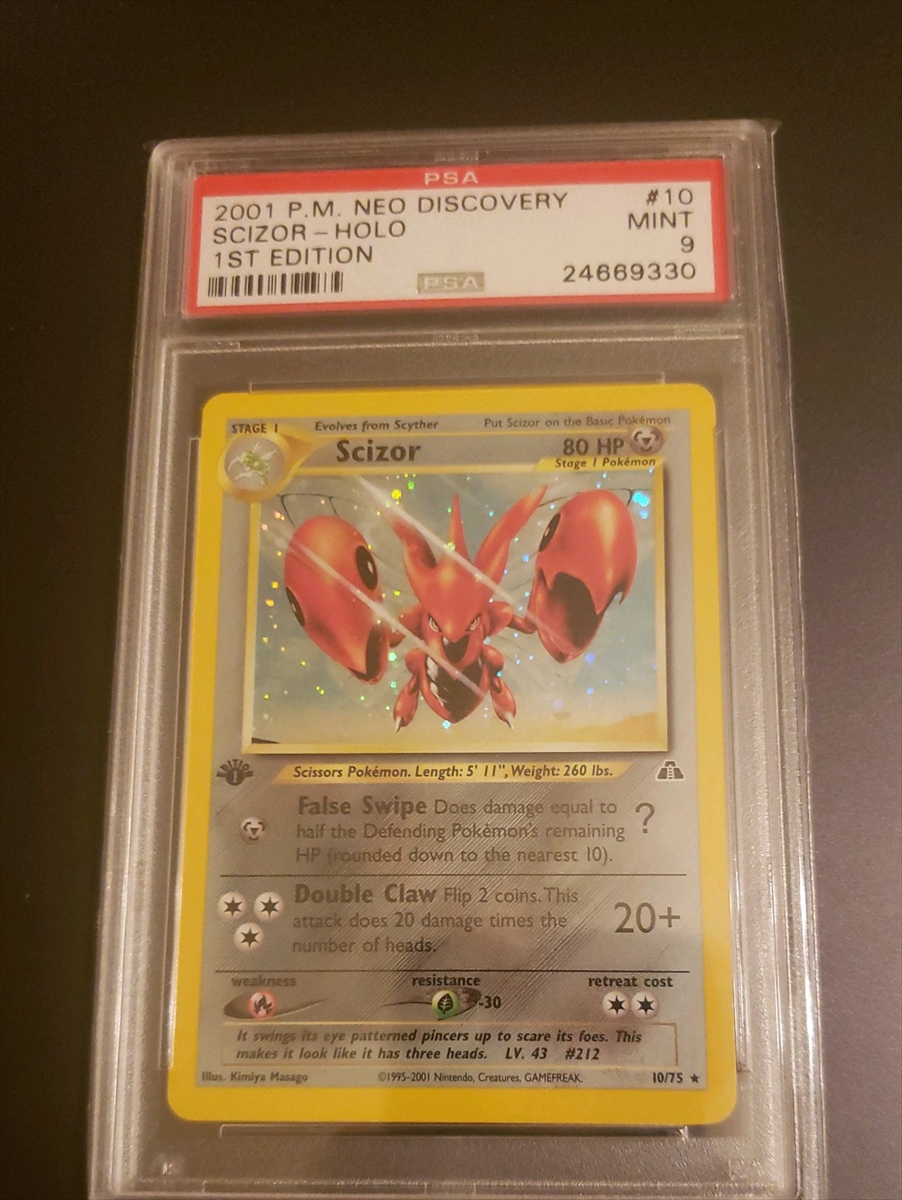 PSA
2001 P.M. NEO DISCOVERY #10
SCIZOR - HOLO MINT
1ST EDITION 9
PSA 24669330
STAGE 1 Evolves from Scyther Put Scizor on the Basic Pokémon
Scizor 80 HP
Stage 1 Pokémon
EDITION
1
Scissors Pokémon. Length: 5' 11", Weight: 260 lbs.
False Swipe Does damage equal to
half the Defending Pokémon's remaining ?
HP (rounded down to the nearest 10).
Double Claw Flip 2 coins. This
attack does 20 damage times the 20+
number of heads.
weakness resistance retreat cost
-30
It swings its eye patterned pincers up to scare its foes. This
makes it look like it has three heads. LV. 43 #212
Illus. Kimiya Masago ©1995-2001 Nintendo, Creatures, GAMEFREAK. 10/75 ★